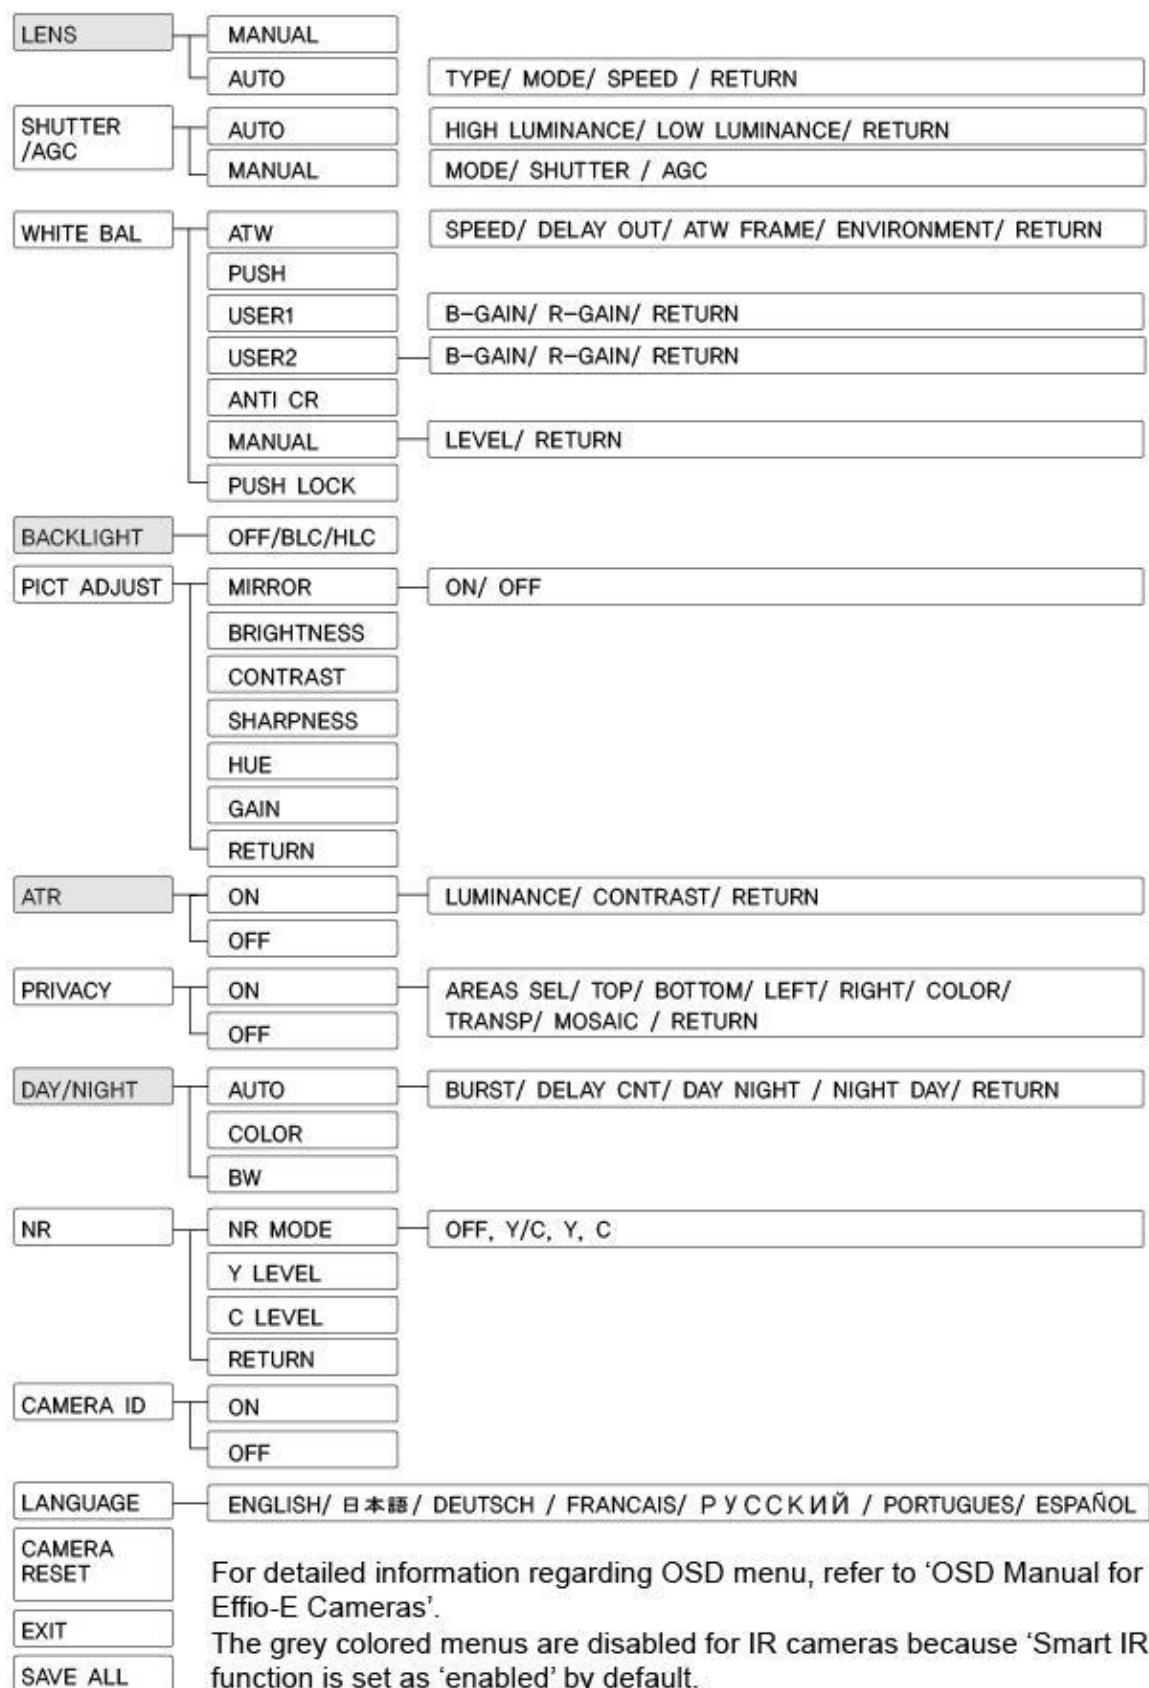 LENS
MANUAL
AUTO
TYPE/ MODE/ SPEED / RETURN
SHUTTER
/AGC
AUTO
HIGH LUMINANCE/ LOW LUMINANCE/ RETURN
MANUAL
MODE/ SHUTTER / AGC
WHITE BAL
ATW
SPEED/ DELAY OUT/ ATW FRAME/ ENVIRONMENT/ RETURN
PUSH
USER1
B-GAIN/ R-GAIN/ RETURN
USER2
B-GAIN/ R-GAIN/ RETURN
ANTI CR
MANUAL
LEVEL/ RETURN
PUSH LOCK
BACKLIGHT
OFF/BLC/HLC
PICT ADJUST
MIRROR
ON/ OFF
BRIGHTNESS
CONTRAST
SHARPNESS
HUE
GAIN
RETURN
ATR
ON
LUMINANCE/ CONTRAST/ RETURN
OFF
PRIVACY
ON
AREAS SEL/ TOP/ BOTTOM/ LEFT/ RIGHT/ COLOR/
TRANSP/ MOSAIC / RETURN
OFF
DAY/NIGHT
AUTO
BURST/ DELAY CNT/ DAY NIGHT / NIGHT DAY/ RETURN
COLOR
BW
NR
NR MODE
OFF, Y/C, Y, C
Y LEVEL
C LEVEL
RETURN
CAMERA ID
ON
OFF
LANGUAGE
ENGLISH/ 日本語/ DEUTSCH / FRANCAIS/ РУССКИЙ / PORTUGUES/ ESPAÑOL
CAMERA
RESET
EXIT
SAVE ALL
For detailed information regarding OSD menu, refer to ‘OSD Manual for
Effio-E Cameras’.
The grey colored menus are disabled for IR cameras because ‘Smart IR
function is set as ‘enabled’ by default.